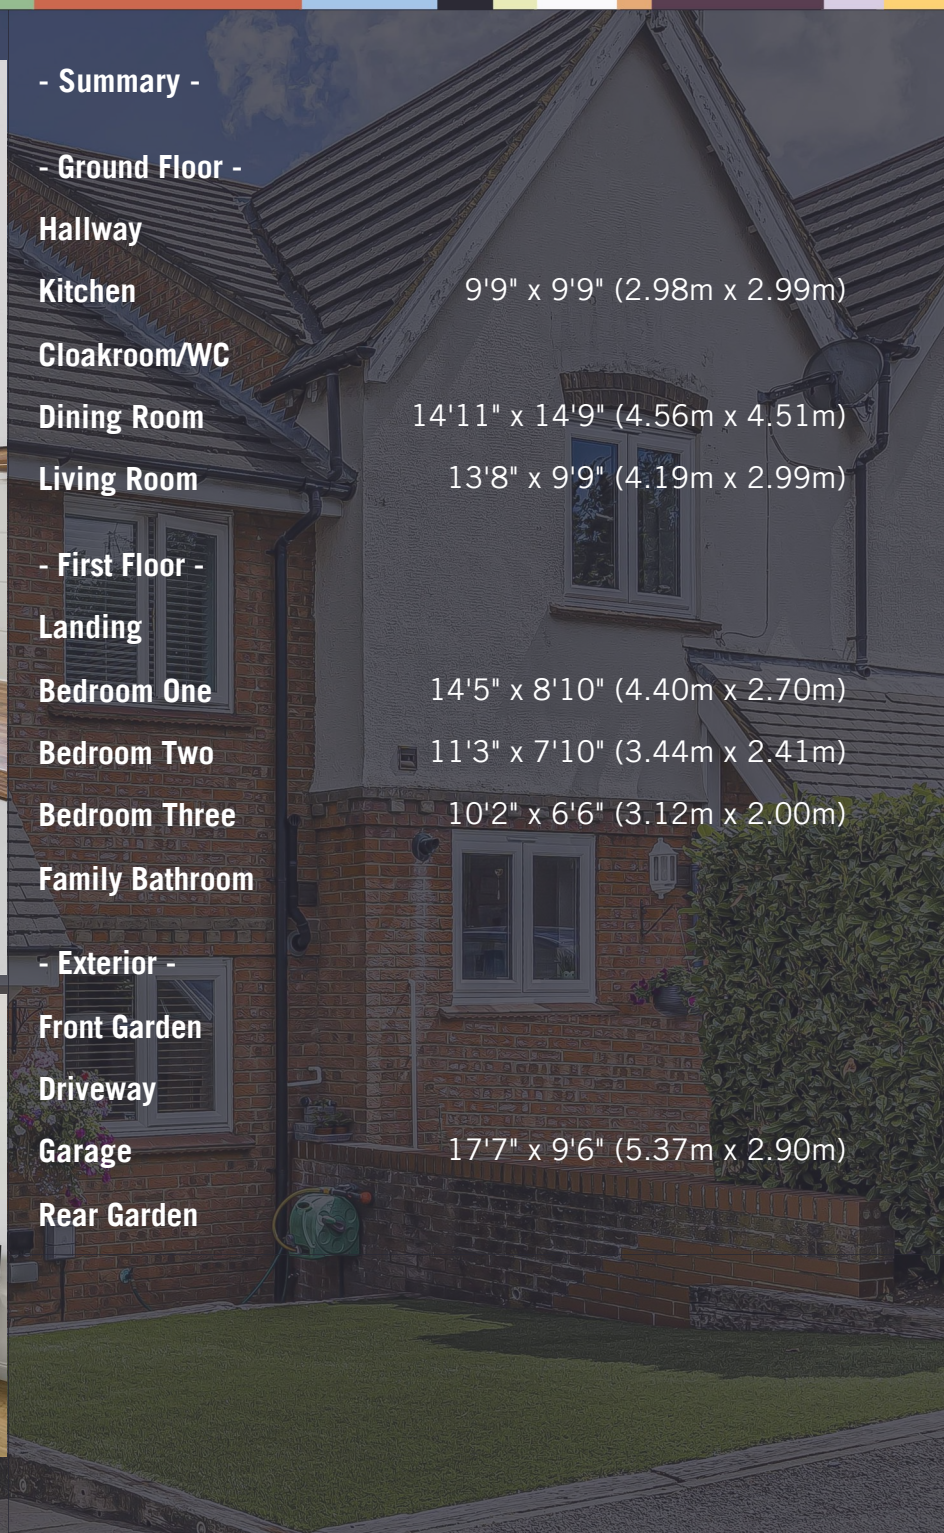 - Summary -
- Ground Floor -
Hallway
Kitchen 9'9" x 9'9" (2.98m x 2.99m)
Cloakroom/WC
Dining Room 14'11" x 14'9" (4.56m x 4.51m)
Living Room 13'8" x 9'9" (4.19m x 2.99m)
- First Floor -
Landing
Bedroom One 14'5" x 8'10" (4.40m x 2.70m)
Bedroom Two 11'3" x 7'10" (3.44m x 2.41m)
Bedroom Three 10'2" x 6'6" (3.12m x 2.00m)
Family Bathroom
- Exterior -
Front Garden
Driveway
Garage 17'7" x 9'6" (5.37m x 2.90m)
Rear Garden